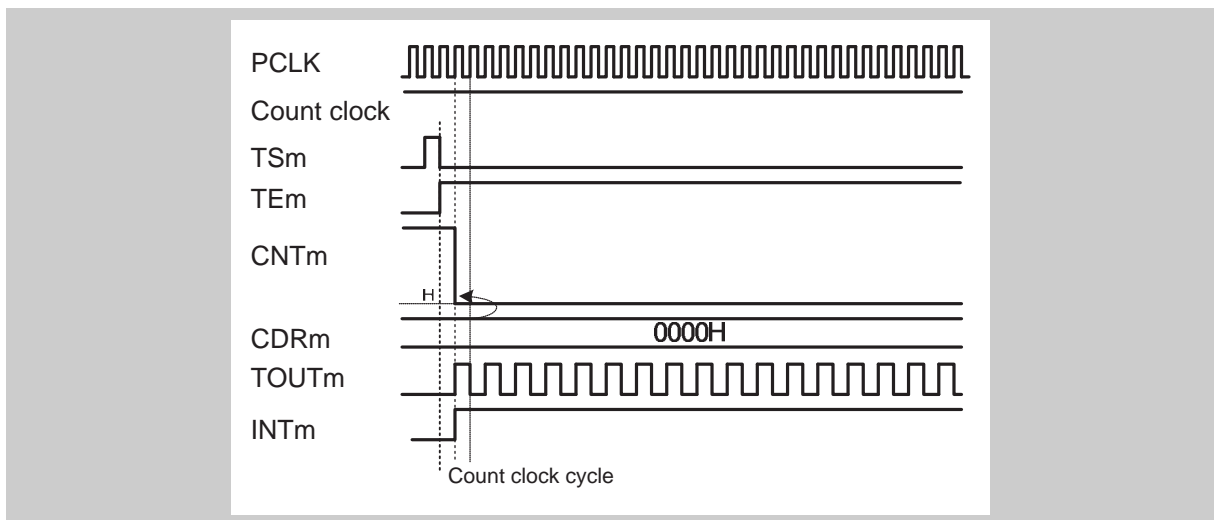 PCLK
Count clock
TSm
TEm
CNTm
H
CDRm
0000H
TOUTm
INTm
Count clock cycle